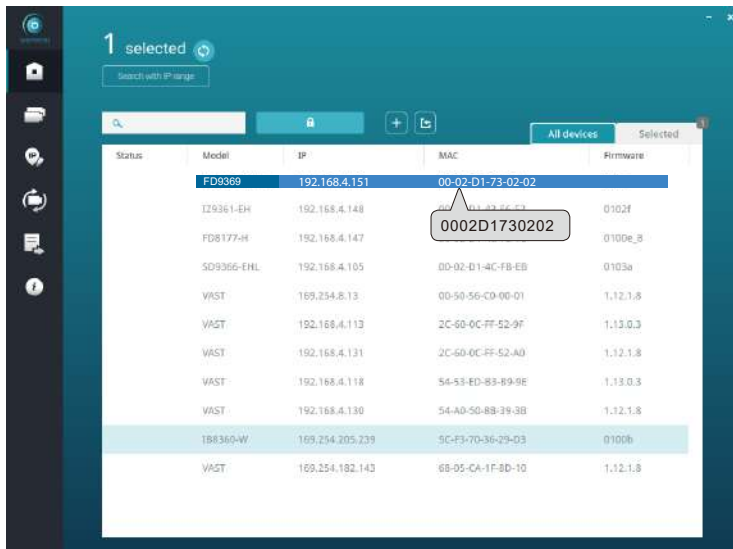 1 selected
Search with IP range
1
All devices Selected
Status Model IP MAC Firmware
FD9369 192.168.4.151 00-02-D1-73-02-02
IZ9361-EH 192.168.4.148 0102f
0002D1730202
FD8177-H 192.168.4.147 0100e_8
SD9366-EHL 192.168.4.105 00-02-D1-4C-FB-EB 0103a
VAST 169.254.8.13 00-50-56-C0-00-01 1.12.1.8
VAST 192.168.4.113 2C-60-0C-FF-52-9F 1.13.0.3
VAST 192.168.4.131 2C-60-0C-FF-52-A0 1.12.1.8
VAST 192.168.4.118 54-53-ED-B3-B9-9E 1.13.0.3
VAST 192.168.4.130 54-A0-50-8B-39-3B 1.12.1.8
IB8360-W 169.254.205.239 5C-F3-70-36-29-D3 0100b
VAST 169.254.182.143 68-05-CA-1F-8D-10 1.12.1.8